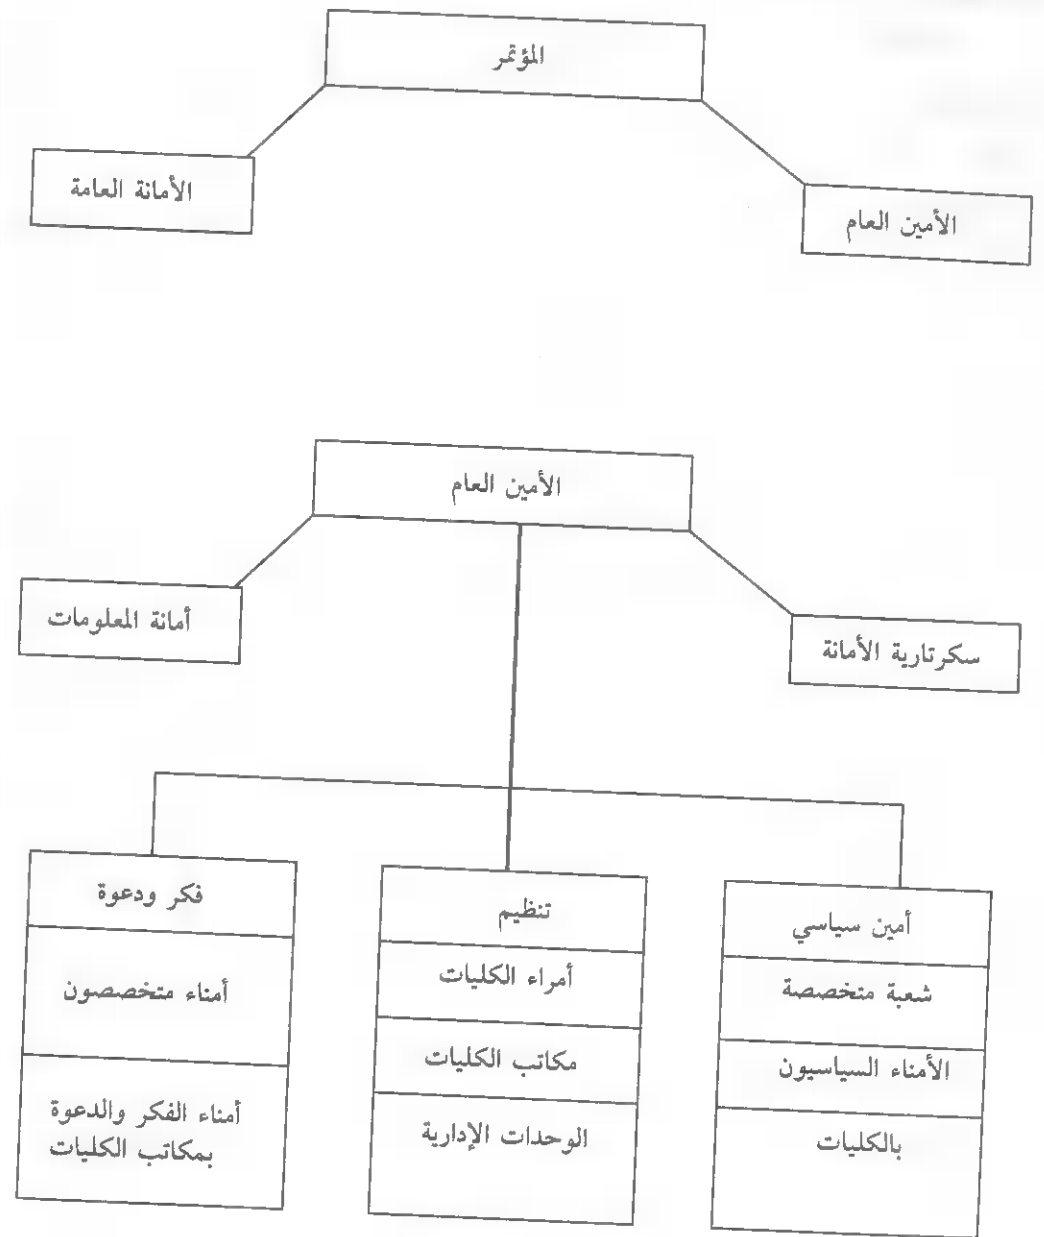 المؤتمر
الأمين العام
الأمانة العامة
الأمين العام
سكرتارية الأمانة
أمانة المعلومات
أمين سياسي
شعبة متخصصة
الأمناء السياسيون
بالكليات
تنظيم
أمراء الكليات
مكاتب الكليات
الوحدات الإدارية
فكر ودعوة
أمناء متخصصون
أمناء الفكر والدعوة
بمكاتب الكليات